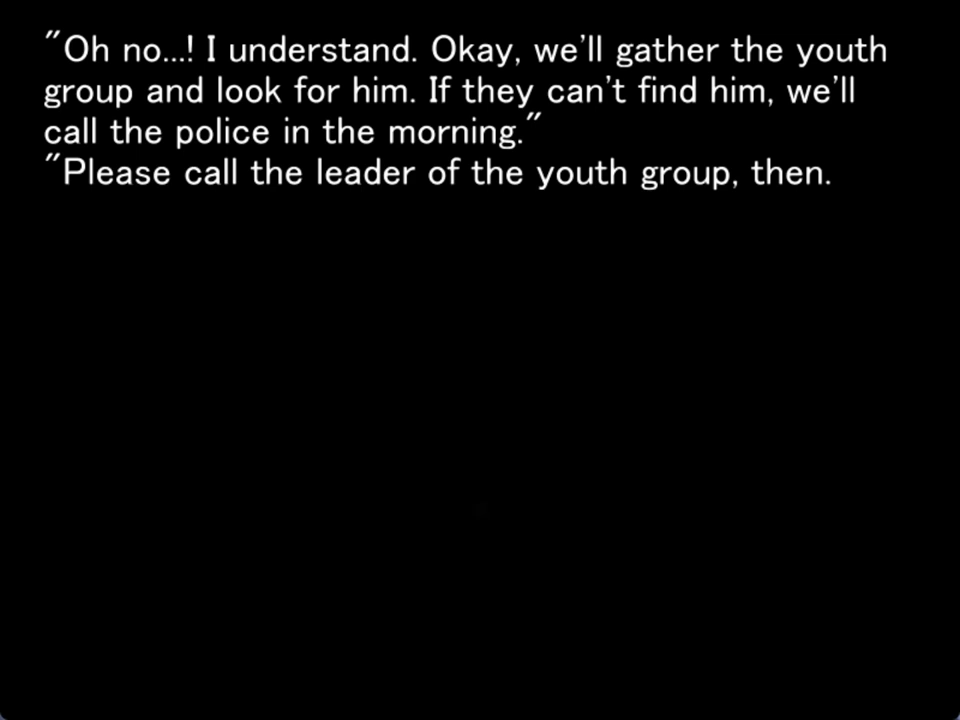 "Oh no...! I understand. Okay, we'll gather the youth
group and look for him. If they can't find him, we'll
call the police in the morning."
"Please call the leader of the youth group, then.